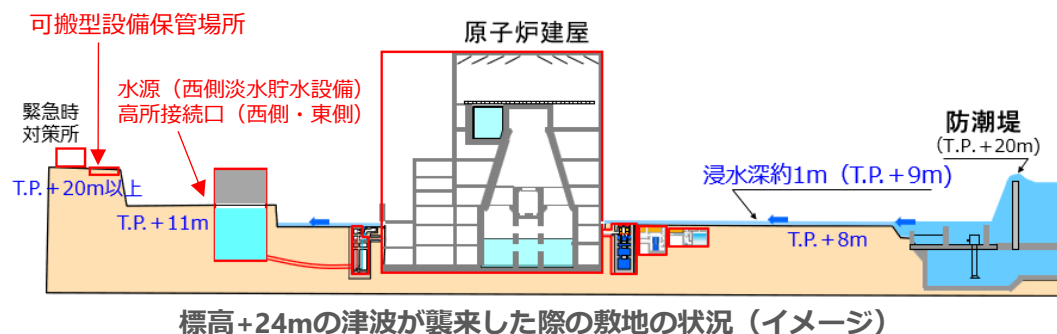 可搬型設備保管場所
原子炉建屋
水源（西側淡水貯水設備）
高所接続口（西側・東側）
緊急時
対策所
防潮堤
（T.P.＋20m）
浸水深約1m（T.P.＋9m）
T.P.＋20m以上
T.P.＋11m
T.P.＋8m
標高+24mの津波が襲来した際の敷地の状況（イメージ）